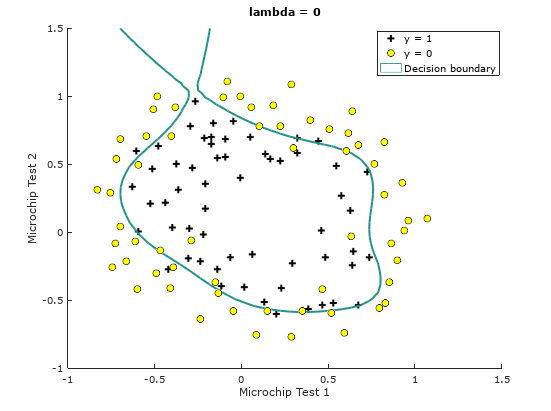 lambda = 0
y = 1
y = 0
Decision boundary
1.5
1
0.5
0
-0.5
-1
Microchip Test 2
-1
-0.5
0
0.5
1
1.5
Microchip Test 1